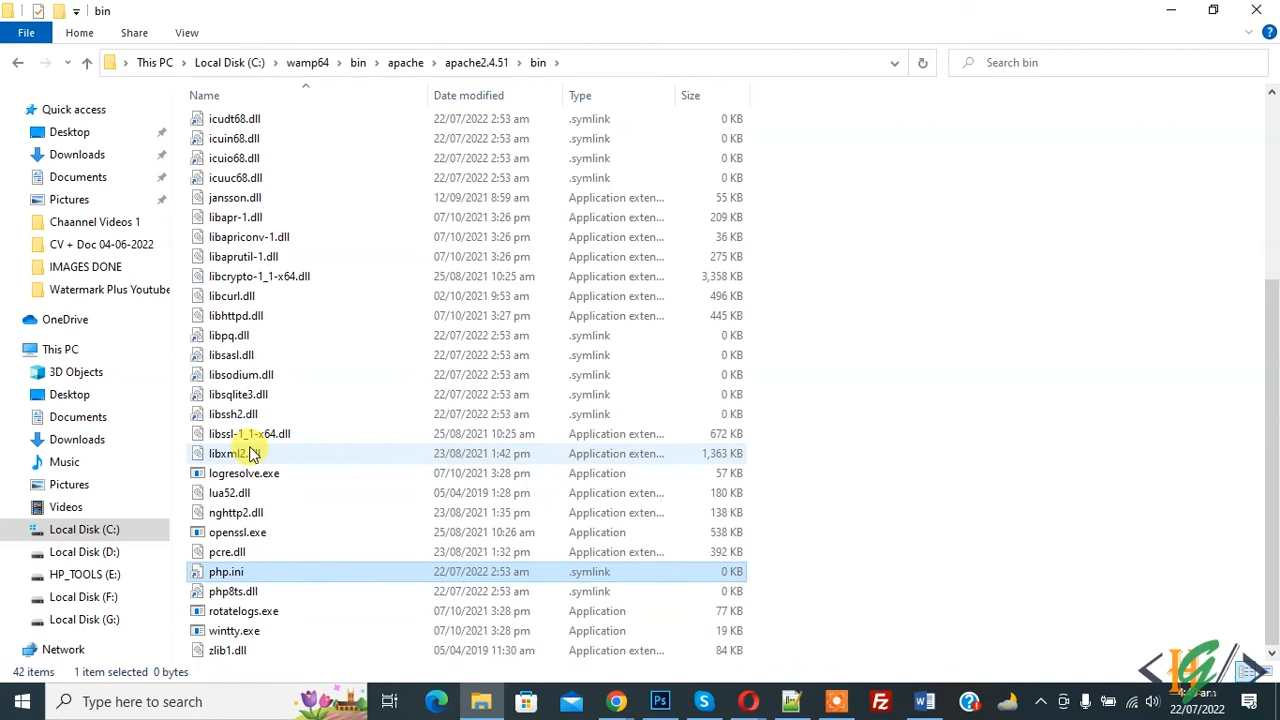 bin
File Home Share View
This PC Local Disk (C:) wamp64 bin apache apache2.4.51 bin Search bin
Name Date modified Type Size
Quick access
Desktop
Downloads
Documents
Pictures
Chaannel Videos 1
CV + Doc 04-06-2022
IMAGES DONE
Watermark Plus Youtube
OneDrive
This PC
3D Objects
Desktop
Documents
Downloads
Music
Pictures
Videos
Local Disk (C:)
Local Disk (D:)
HP_TOOLS (E:)
Local Disk (F:)
Local Disk (G:)
Network
icudt68.dll 22/07/2022 2:53 am .symlink 0 KB
icuin68.dll 22/07/2022 2:53 am .symlink 0 KB
icuio68.dll 22/07/2022 2:53 am .symlink 0 KB
icuuc68.dll 22/07/2022 2:53 am .symlink 0 KB
jansson.dll 12/09/2021 8:59 am Application exten... 55 KB
libapr-1.dll 07/10/2021 3:26 pm Application exten... 209 KB
libapriconv-1.dll 07/10/2021 3:26 pm Application exten... 36 KB
libaprutil-1.dll 07/10/2021 3:26 pm Application exten... 275 KB
libcrypto-1_1-x64.dll 25/08/2021 10:25 am Application exten... 3,358 KB
libcurl.dll 02/10/2021 9:53 am Application exten... 496 KB
libhttpd.dll 07/10/2021 3:27 pm Application exten... 445 KB
libpq.dll 22/07/2022 2:53 am .symlink 0 KB
libsasl.dll 22/07/2022 2:53 am .symlink 0 KB
libsodium.dll 22/07/2022 2:53 am .symlink 0 KB
libsqlite3.dll 22/07/2022 2:53 am .symlink 0 KB
libssh2.dll 22/07/2022 2:53 am .symlink 0 KB
libssl-1_1-x64.dll 25/08/2021 10:25 am Application exten... 672 KB
libxml2.dll 23/08/2021 1:42 pm Application exten... 1,363 KB
logresolve.exe 07/10/2021 3:28 pm Application 57 KB
lua52.dll 05/04/2019 1:28 pm Application exten... 180 KB
nghttp2.dll 23/08/2021 1:35 pm Application exten... 138 KB
openssl.exe 25/08/2021 10:26 am Application 538 KB
pcre.dll 23/08/2021 1:32 pm Application exten... 392 KB
php.ini 22/07/2022 2:53 am .symlink 0 KB
php8ts.dll 22/07/2022 2:53 am .symlink 0 KB
rotatelogs.exe 07/10/2021 3:28 pm Application 77 KB
wintty.exe 07/10/2021 3:28 pm Application 19 KB
zlib1.dll 05/04/2019 11:30 am Application exten... 84 KB
42 items 1 item selected 0 bytes
Type here to search
22/07/2022